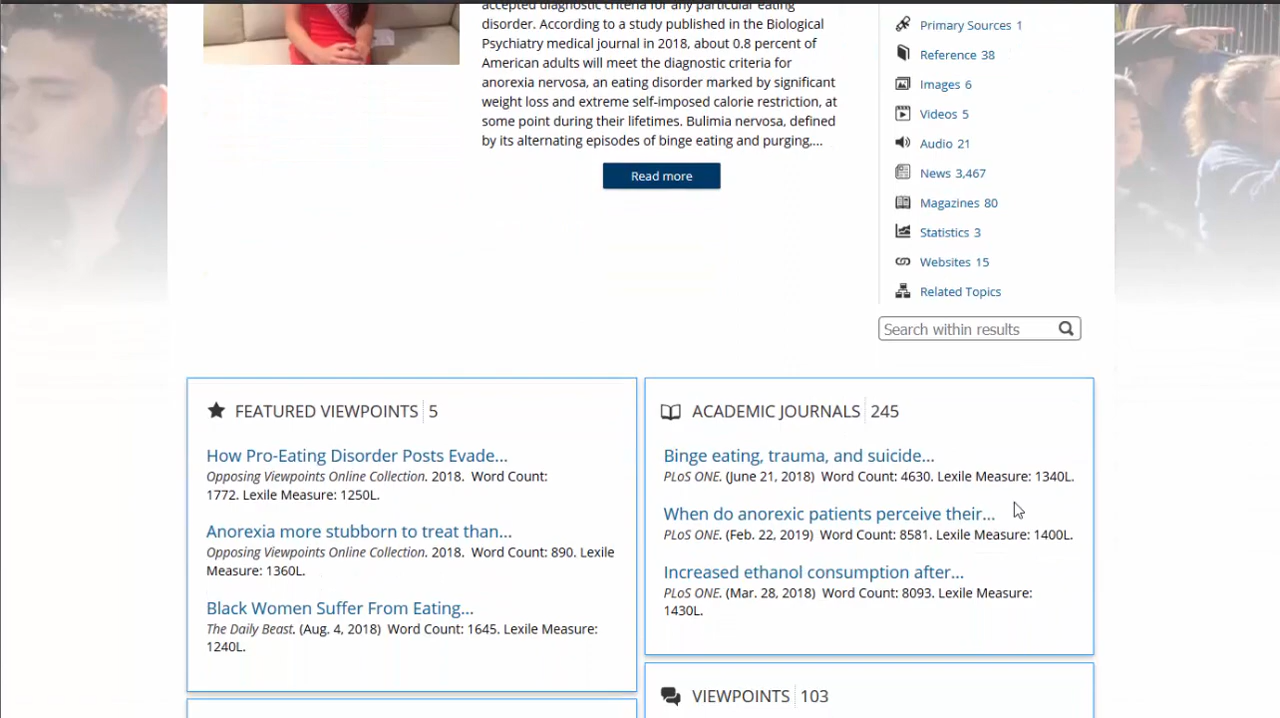 accepted diagnostic criteria for any particular eating
disorder. According to a study published in the Biological
Psychiatry medical journal in 2018, about 0.8 percent of
American adults will meet the diagnostic criteria for
anorexia nervosa, an eating disorder marked by significant
weight loss and extreme self-imposed calorie restriction, at
some point during their lifetimes. Bulimia nervosa, defined
by its alternating episodes of binge eating and purging,...
Read more
Primary Sources 1
Reference 38
Images 6
Videos 5
Audio 21
News 3,467
Magazines 80
Statistics 3
Websites 15
Related Topics
Search within results
FEATURED VIEWPOINTS 5
How Pro-Eating Disorder Posts Evade...
Opposing Viewpoints Online Collection. 2018. Word Count:
1772. Lexile Measure: 1250L.
Anorexia more stubborn to treat than...
Opposing Viewpoints Online Collection. 2018. Word Count: 890. Lexile
Measure: 1360L.
Black Women Suffer From Eating...
The Daily Beast. (Aug. 4, 2018) Word Count: 1645. Lexile Measure:
1240L.
ACADEMIC JOURNALS 245
Binge eating, trauma, and suicide...
PLoS ONE. (June 21, 2018) Word Count: 4630. Lexile Measure: 1340L.
When do anorexic patients perceive their...
PLoS ONE. (Feb. 22, 2019) Word Count: 8581. Lexile Measure: 1400L.
Increased ethanol consumption after...
PLoS ONE. (Mar. 28, 2018) Word Count: 8093. Lexile Measure:
1430L.
VIEWPOINTS 103